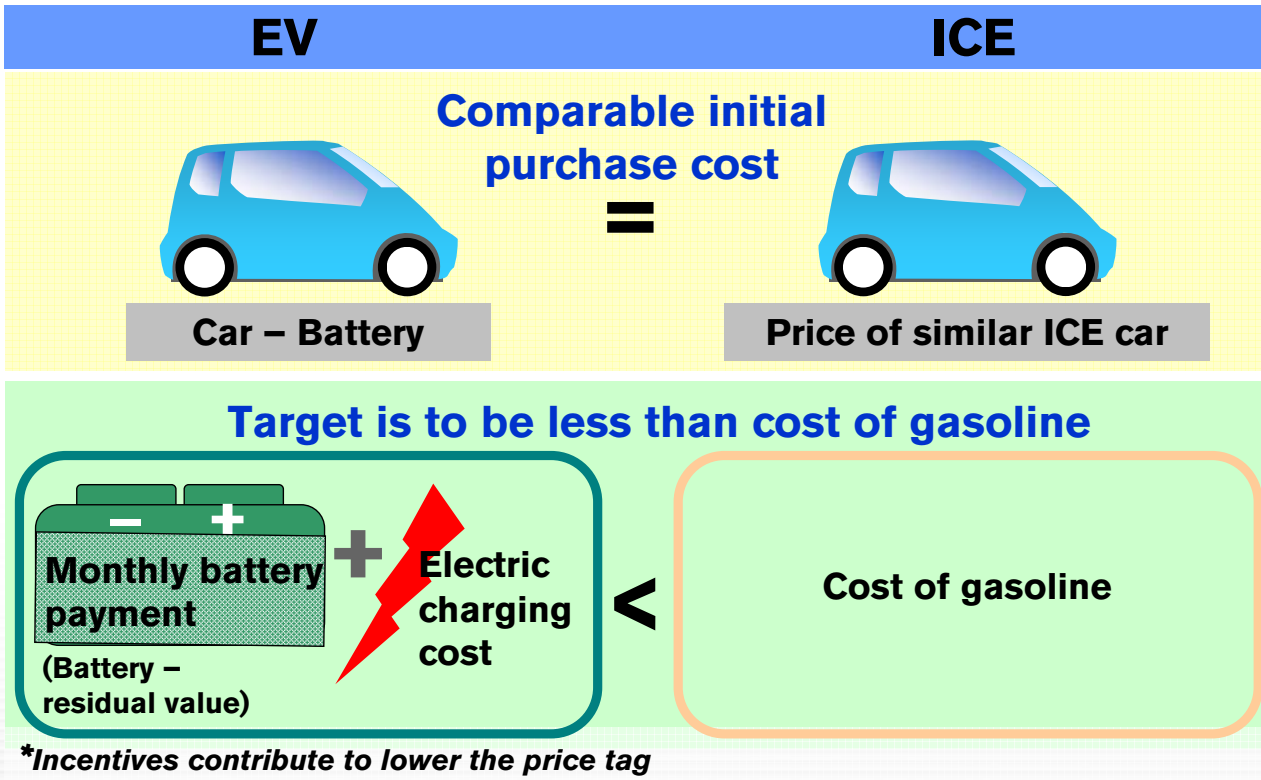 EV
ICE
Comparable initial
purchase cost
=
Car – Battery
Price of similar ICE car
Target is to be less than cost of gasoline
– +
Monthly battery
payment
(Battery –
residual value)
+
Electric
charging
cost
<
Cost of gasoline
*Incentives contribute to lower the price tag